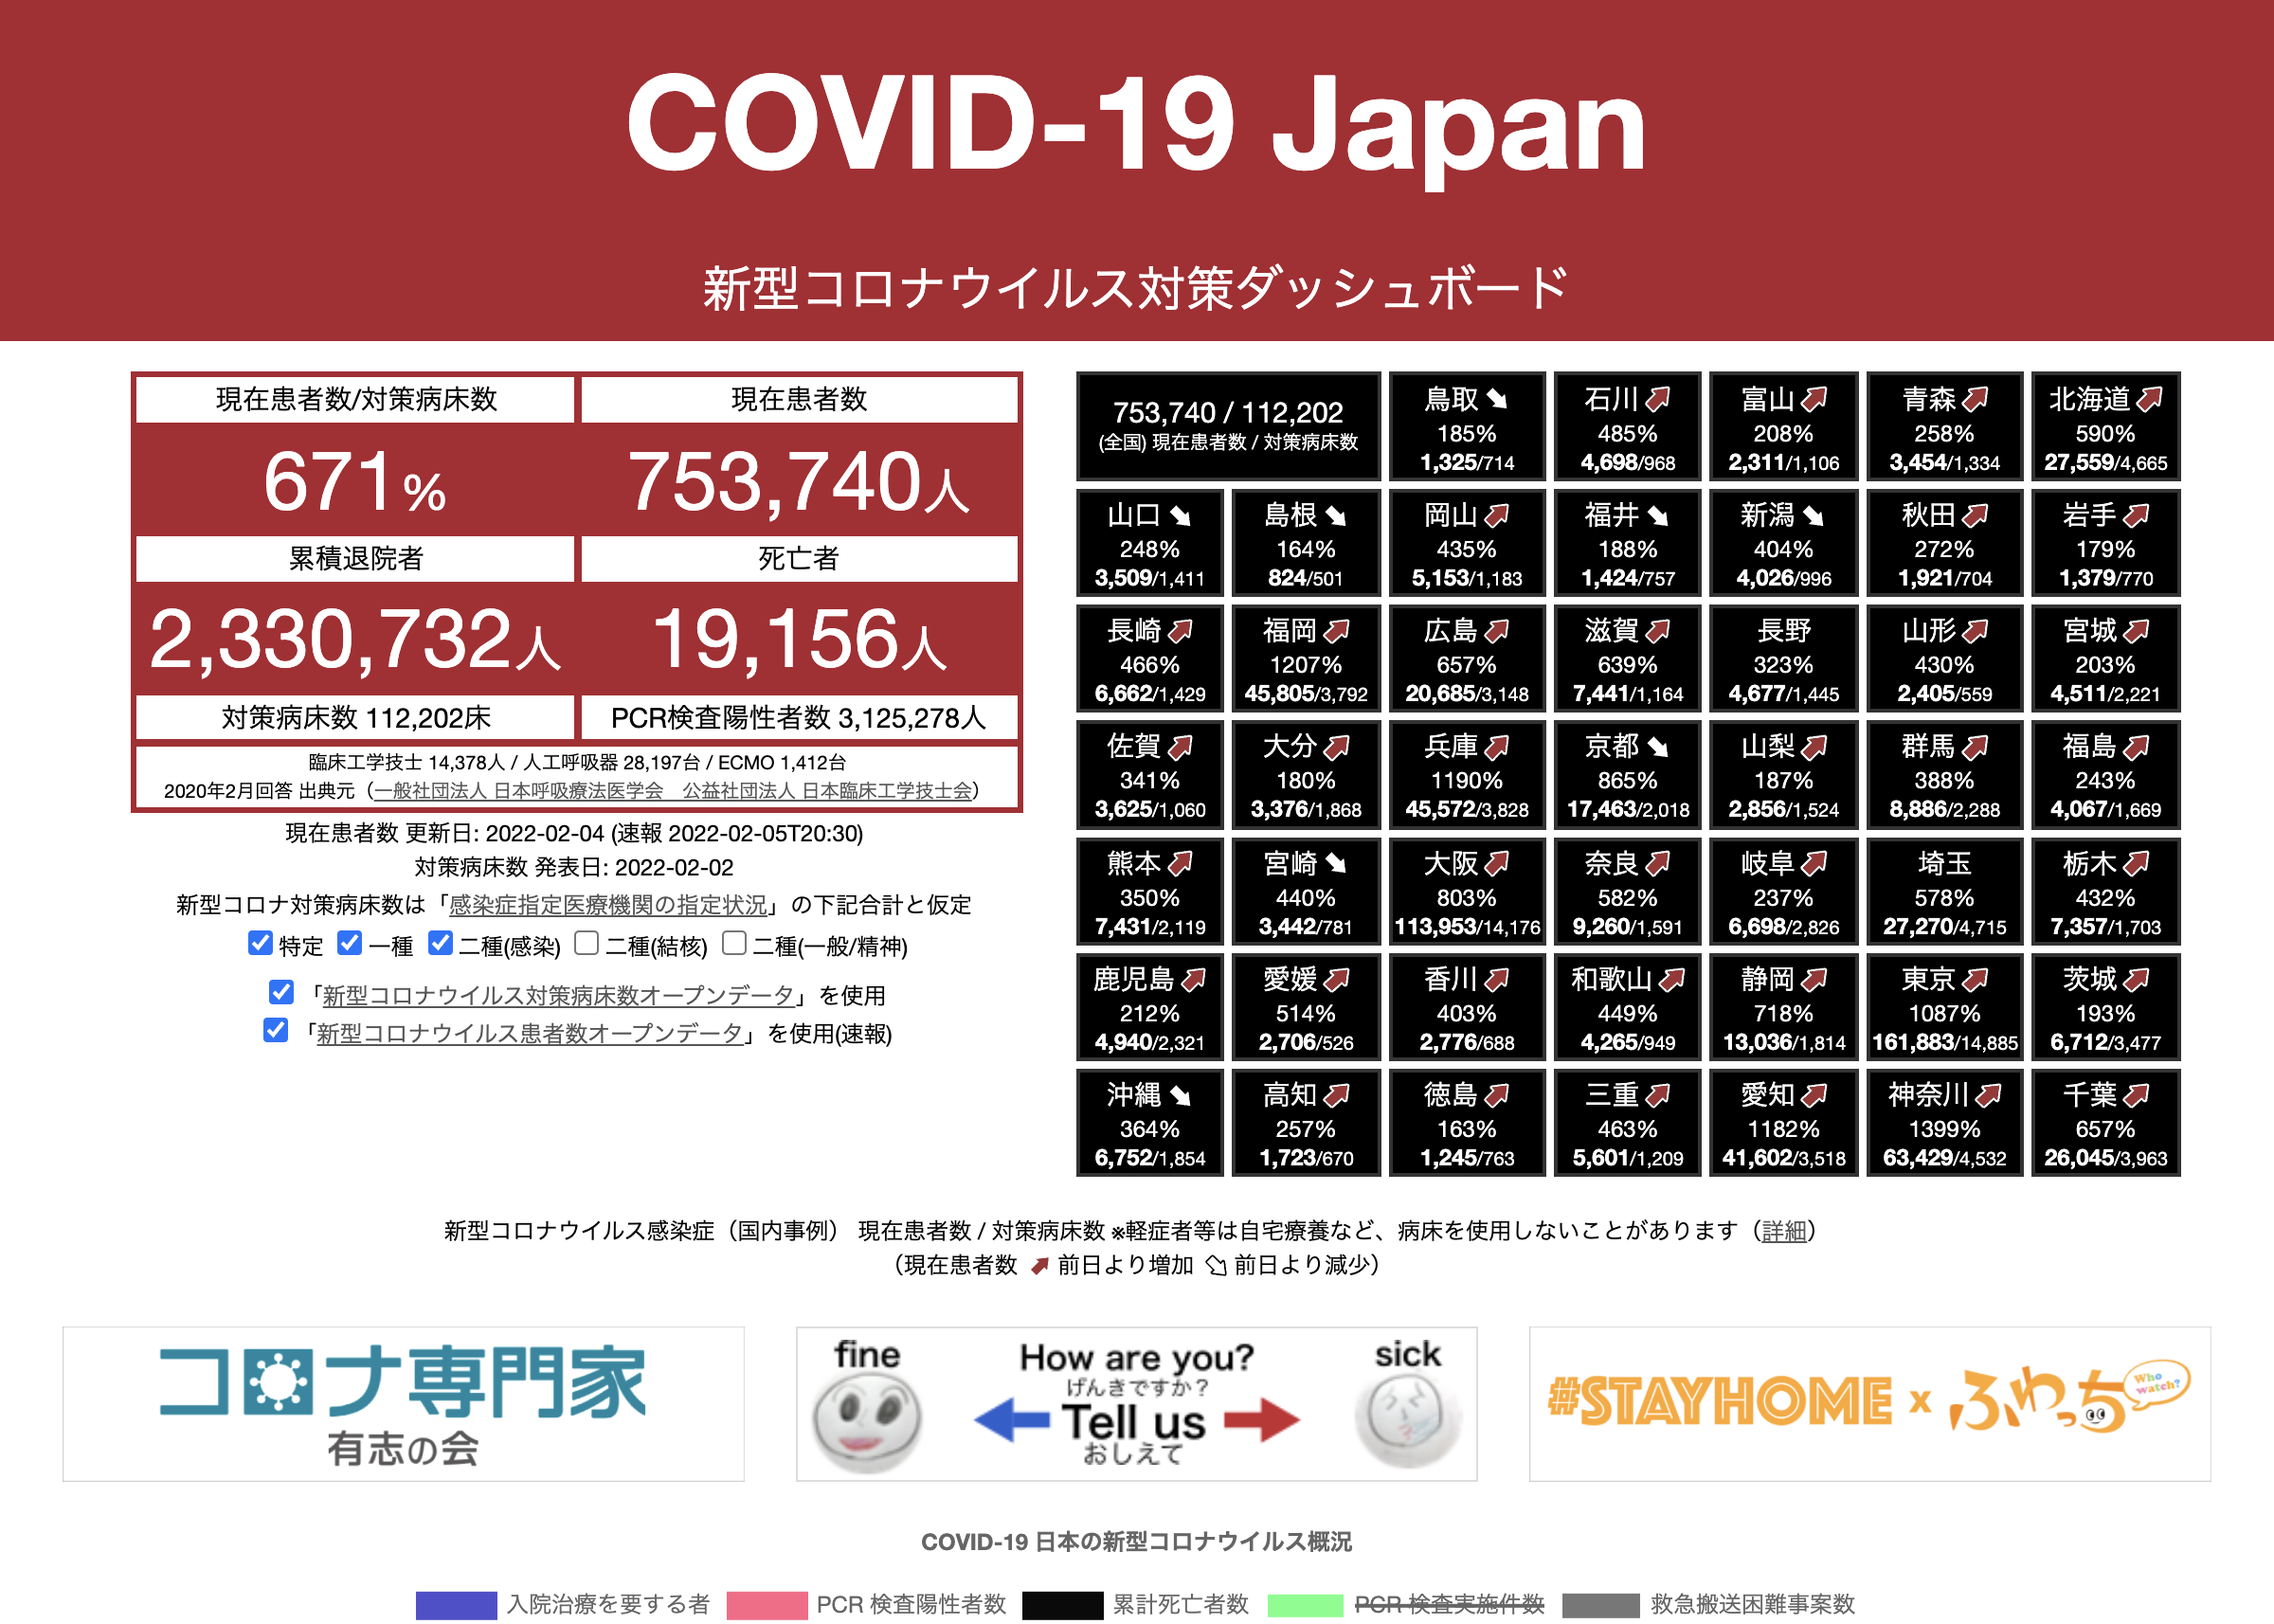 COVID-19 Japan
新型コロナウイルス対策ダッシュボード
現在患者数/対策病床数
現在患者数
671%
753,740人
累積退院者
死亡者
2,330,732人
19,156人
対策病床数 112,202床
PCR検査陽性者数 3,125,278人
臨床工学技士 14,378人 / 人工呼吸器 28,197台 / ECMO 1,412台
2020年2月回答 出典元（一般社団法人 日本呼吸療法医学会　公益社団法人 日本臨床工学技士会）
現在患者数 更新日: 2022-02-04 (速報 2022-02-05T20:30)
対策病床数 発表日: 2022-02-02
新型コロナ対策病床数は「感染症指定医療機関の指定状況」の下記合計と仮定
特定 一種 二種(感染) 二種(結核) 二種(一般/精神)
「新型コロナウイルス対策病床数オープンデータ」を使用
「新型コロナウイルス患者数オープンデータ」を使用(速報)
753,740 / 112,202
(全国) 現在患者数 / 対策病床数
鳥取
185%
1,325/714
石川
485%
4,698/968
富山
208%
2,311/1,106
青森
258%
3,454/1,334
北海道
590%
27,559/4,665
山口
248%
3,509/1,411
島根
164%
824/501
岡山
435%
5,153/1,183
福井
188%
1,424/757
新潟
404%
4,026/996
秋田
272%
1,921/704
岩手
179%
1,379/770
長崎
466%
6,662/1,429
福岡
1207%
45,805/3,792
広島
657%
20,685/3,148
滋賀
639%
7,441/1,164
長野
323%
4,677/1,445
山形
430%
2,405/559
宮城
203%
4,511/2,221
佐賀
341%
3,625/1,060
大分
180%
3,376/1,868
兵庫
1190%
45,572/3,828
京都
865%
17,463/2,018
山梨
187%
2,856/1,524
群馬
388%
8,886/2,288
福島
243%
4,067/1,669
熊本
350%
7,431/2,119
宮崎
440%
3,442/781
大阪
803%
113,953/14,176
奈良
582%
9,260/1,591
岐阜
237%
6,698/2,826
埼玉
578%
27,270/4,715
栃木
432%
7,357/1,703
鹿児島
212%
4,940/2,321
愛媛
514%
2,706/526
香川
403%
2,776/688
和歌山
449%
4,265/949
静岡
718%
13,036/1,814
東京
1087%
161,883/14,885
茨城
193%
6,712/3,477
沖縄
364%
6,752/1,854
高知
257%
1,723/670
徳島
163%
1,245/763
三重
463%
5,601/1,209
愛知
1182%
41,602/3,518
神奈川
1399%
63,429/4,532
千葉
657%
26,045/3,963
新型コロナウイルス感染症（国内事例） 現在患者数 / 対策病床数 ※軽症者等は自宅療養など、病床を使用しないことがあります（詳細）
（現在患者数 前日より増加 前日より減少）
コロナ専門家
有志の会
fine
How are you?
げんきですか？
Tell us
おしえて
sick
#STAYHOME x ふわっち
Who watch?
COVID-19 日本の新型コロナウイルス概況
入院治療を要する者 PCR 検査陽性者数 累計死亡者数 PCR 検査実施件数 救急搬送困難事案数